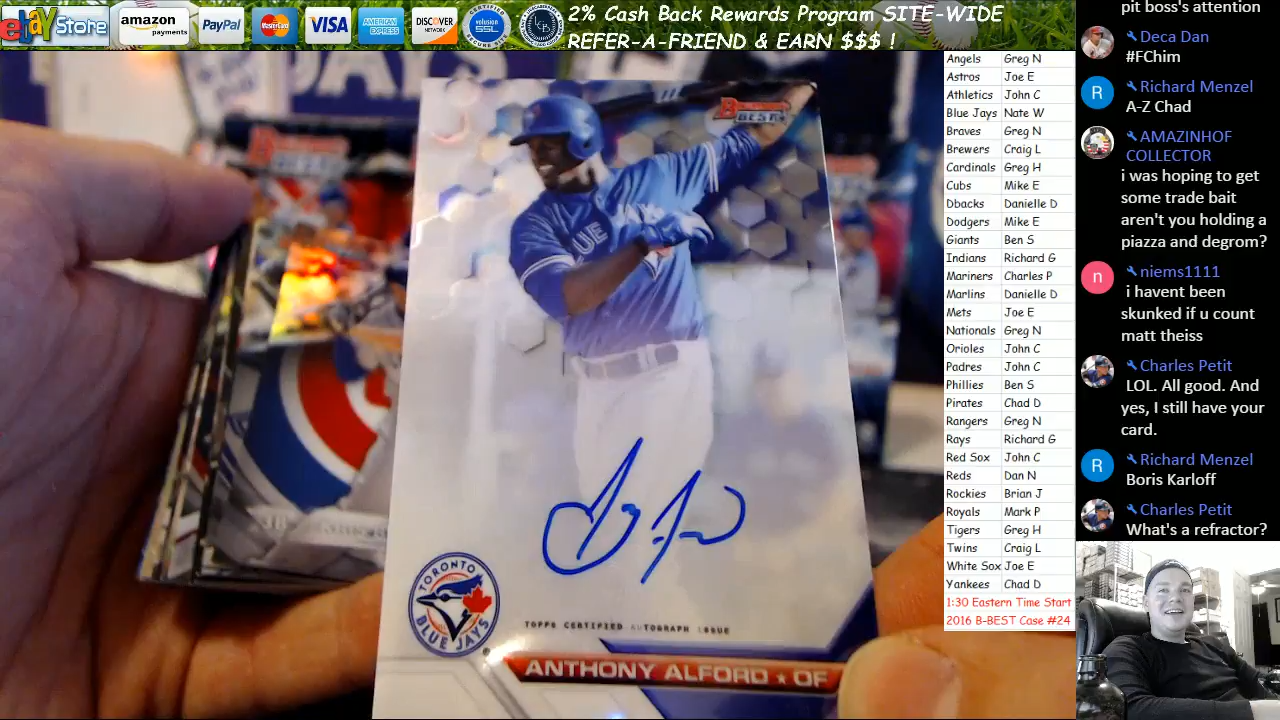 ebay Store
amazon
payments
PayPal
MasterCard
VISA
AMERICAN
EXPRESS
DISCOVER
NETWORK
volusion
SSL
2% Cash Back Rewards Program SITE-WIDE
REFER-A-FRIEND & EARN $$$ !
BOWMAN'S
BEST
UE
TORONTO
BLUE JAYS
TOPPS CERTIFIED AUTOGRAPH ISSUE
ANTHONY ALFORD ★ OF
Angels Greg N
Astros Joe E
Athletics John C
Blue Jays Nate W
Braves Greg N
Brewers Craig L
Cardinals Greg H
Cubs Mike E
Dbacks Danielle D
Dodgers Mike E
Giants Ben S
Indians Richard G
Mariners Charles P
Marlins Danielle D
Mets Joe E
Nationals Greg N
Orioles John C
Padres John C
Phillies Ben S
Pirates Chad D
Rangers Greg N
Rays Richard G
Red Sox John C
Reds Dan N
Rockies Brian J
Royals Mark P
Tigers Greg H
Twins Craig L
White Sox Joe E
Yankees Chad D
1:30 Eastern Time Start
2016 B-BEST Case #24
pit boss's attention
Deca Dan
#FChim
R
Richard Menzel
A-Z Chad
AMAZINHOF
COLLECTOR
i was hoping to get
some trade bait
aren't you holding a
piazza and degrom?
n
niems1111
i havent been
skunked if u count
matt theiss
Charles Petit
LOL. All good. And
yes, I still have your
card.
R
Richard Menzel
Boris Karloff
Charles Petit
What's a refractor?